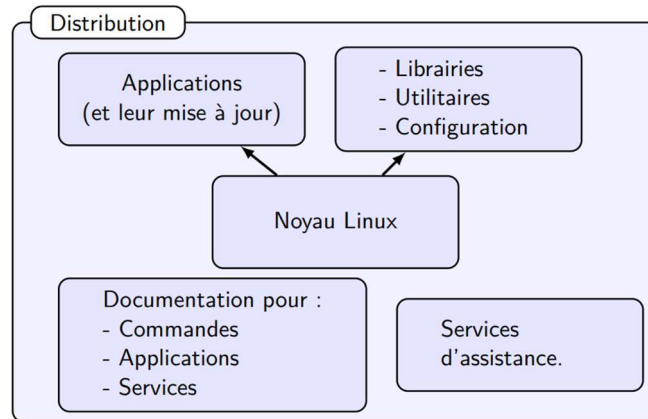 Distribution
Applications
(et leur mise à jour)
- Librairies
- Utilitaires
- Configuration
Noyau Linux
Documentation pour :
- Commandes
- Applications
- Services
Services
d'assistance.